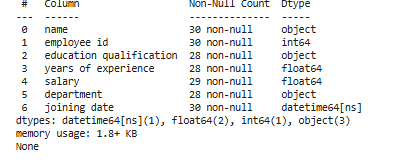 #   Column                   Non-Null Count  Dtype
---  ------                   --------------  -----
0   name                     30 non-null     object
1   employee id              30 non-null     int64
2   education qualification  28 non-null     object
3   years of experience      28 non-null     float64
4   salary                   29 non-null     float64
5   department               28 non-null     object
6   joining date             30 non-null     datetime64[ns]
dtypes: datetime64[ns](1), float64(2), int64(1), object(3)
memory usage: 1.8+ KB
None